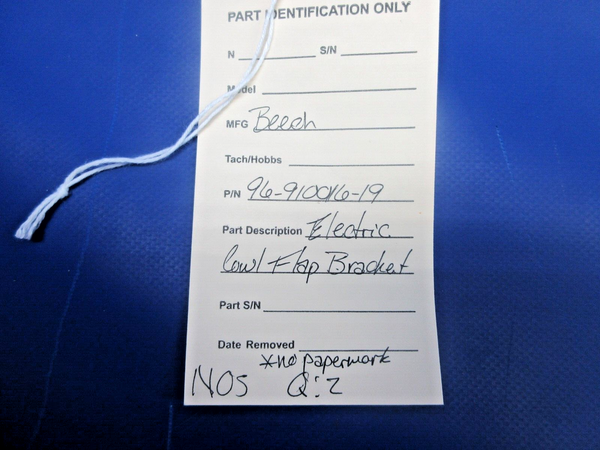 PART IDENTIFICATION ONLY
N S/N
Model
MFG Beech
Tach/Hobbs
P/N 96-910016-19
Part Description Electric
Cowl Flap Bracket
Part S/N
Date Removed
*no paperwork
NOS Q:2